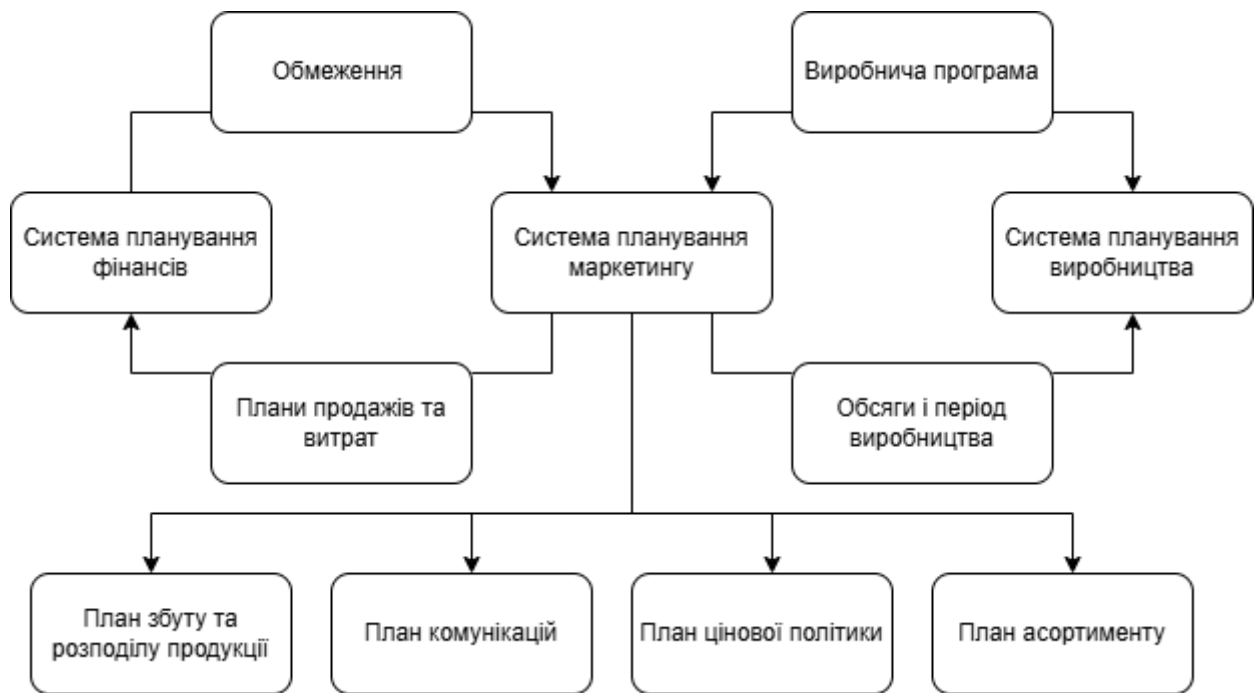 Обмеження
Виробнича програма
Система планування
фінансів
Система планування
маркетингу
Система планування
виробництва
Плани продажів та
витрат
Обсяги і період
виробництва
План збуту та
розподілу продукції
План комунікацій
План цінової політики
План асортименту